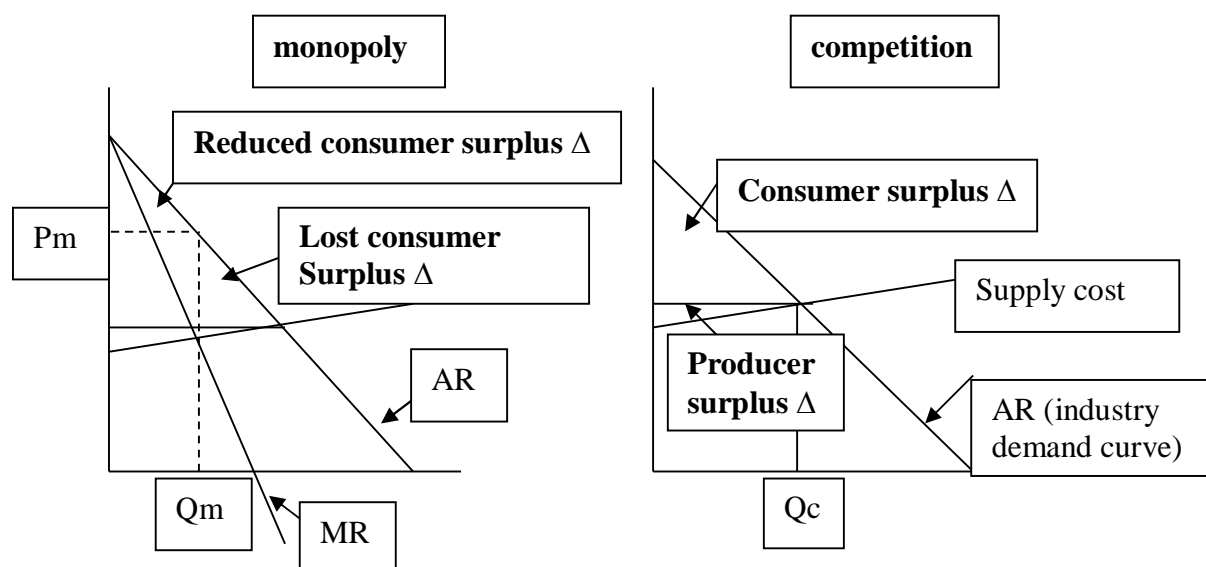 monopoly
competition
Reduced consumer surplus Δ
Consumer surplus Δ
Pm
Lost consumer
Surplus Δ
Supply cost
Producer
surplus Δ
AR
AR (industry
demand curve)
Qm
MR
Qc